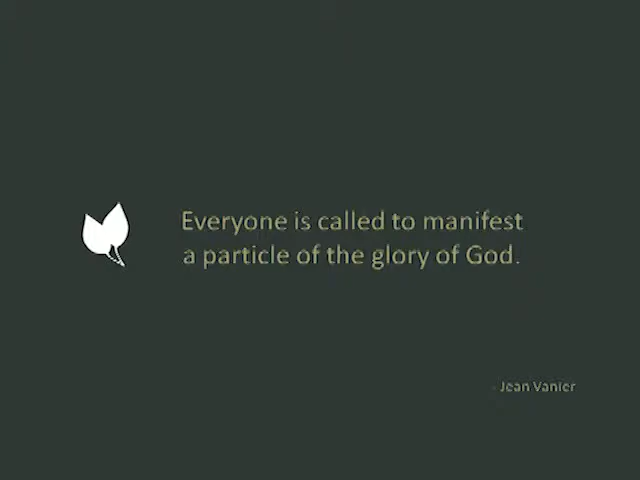 Everyone is called to manifest
a particle of the glory of God.
- Jean Vanier